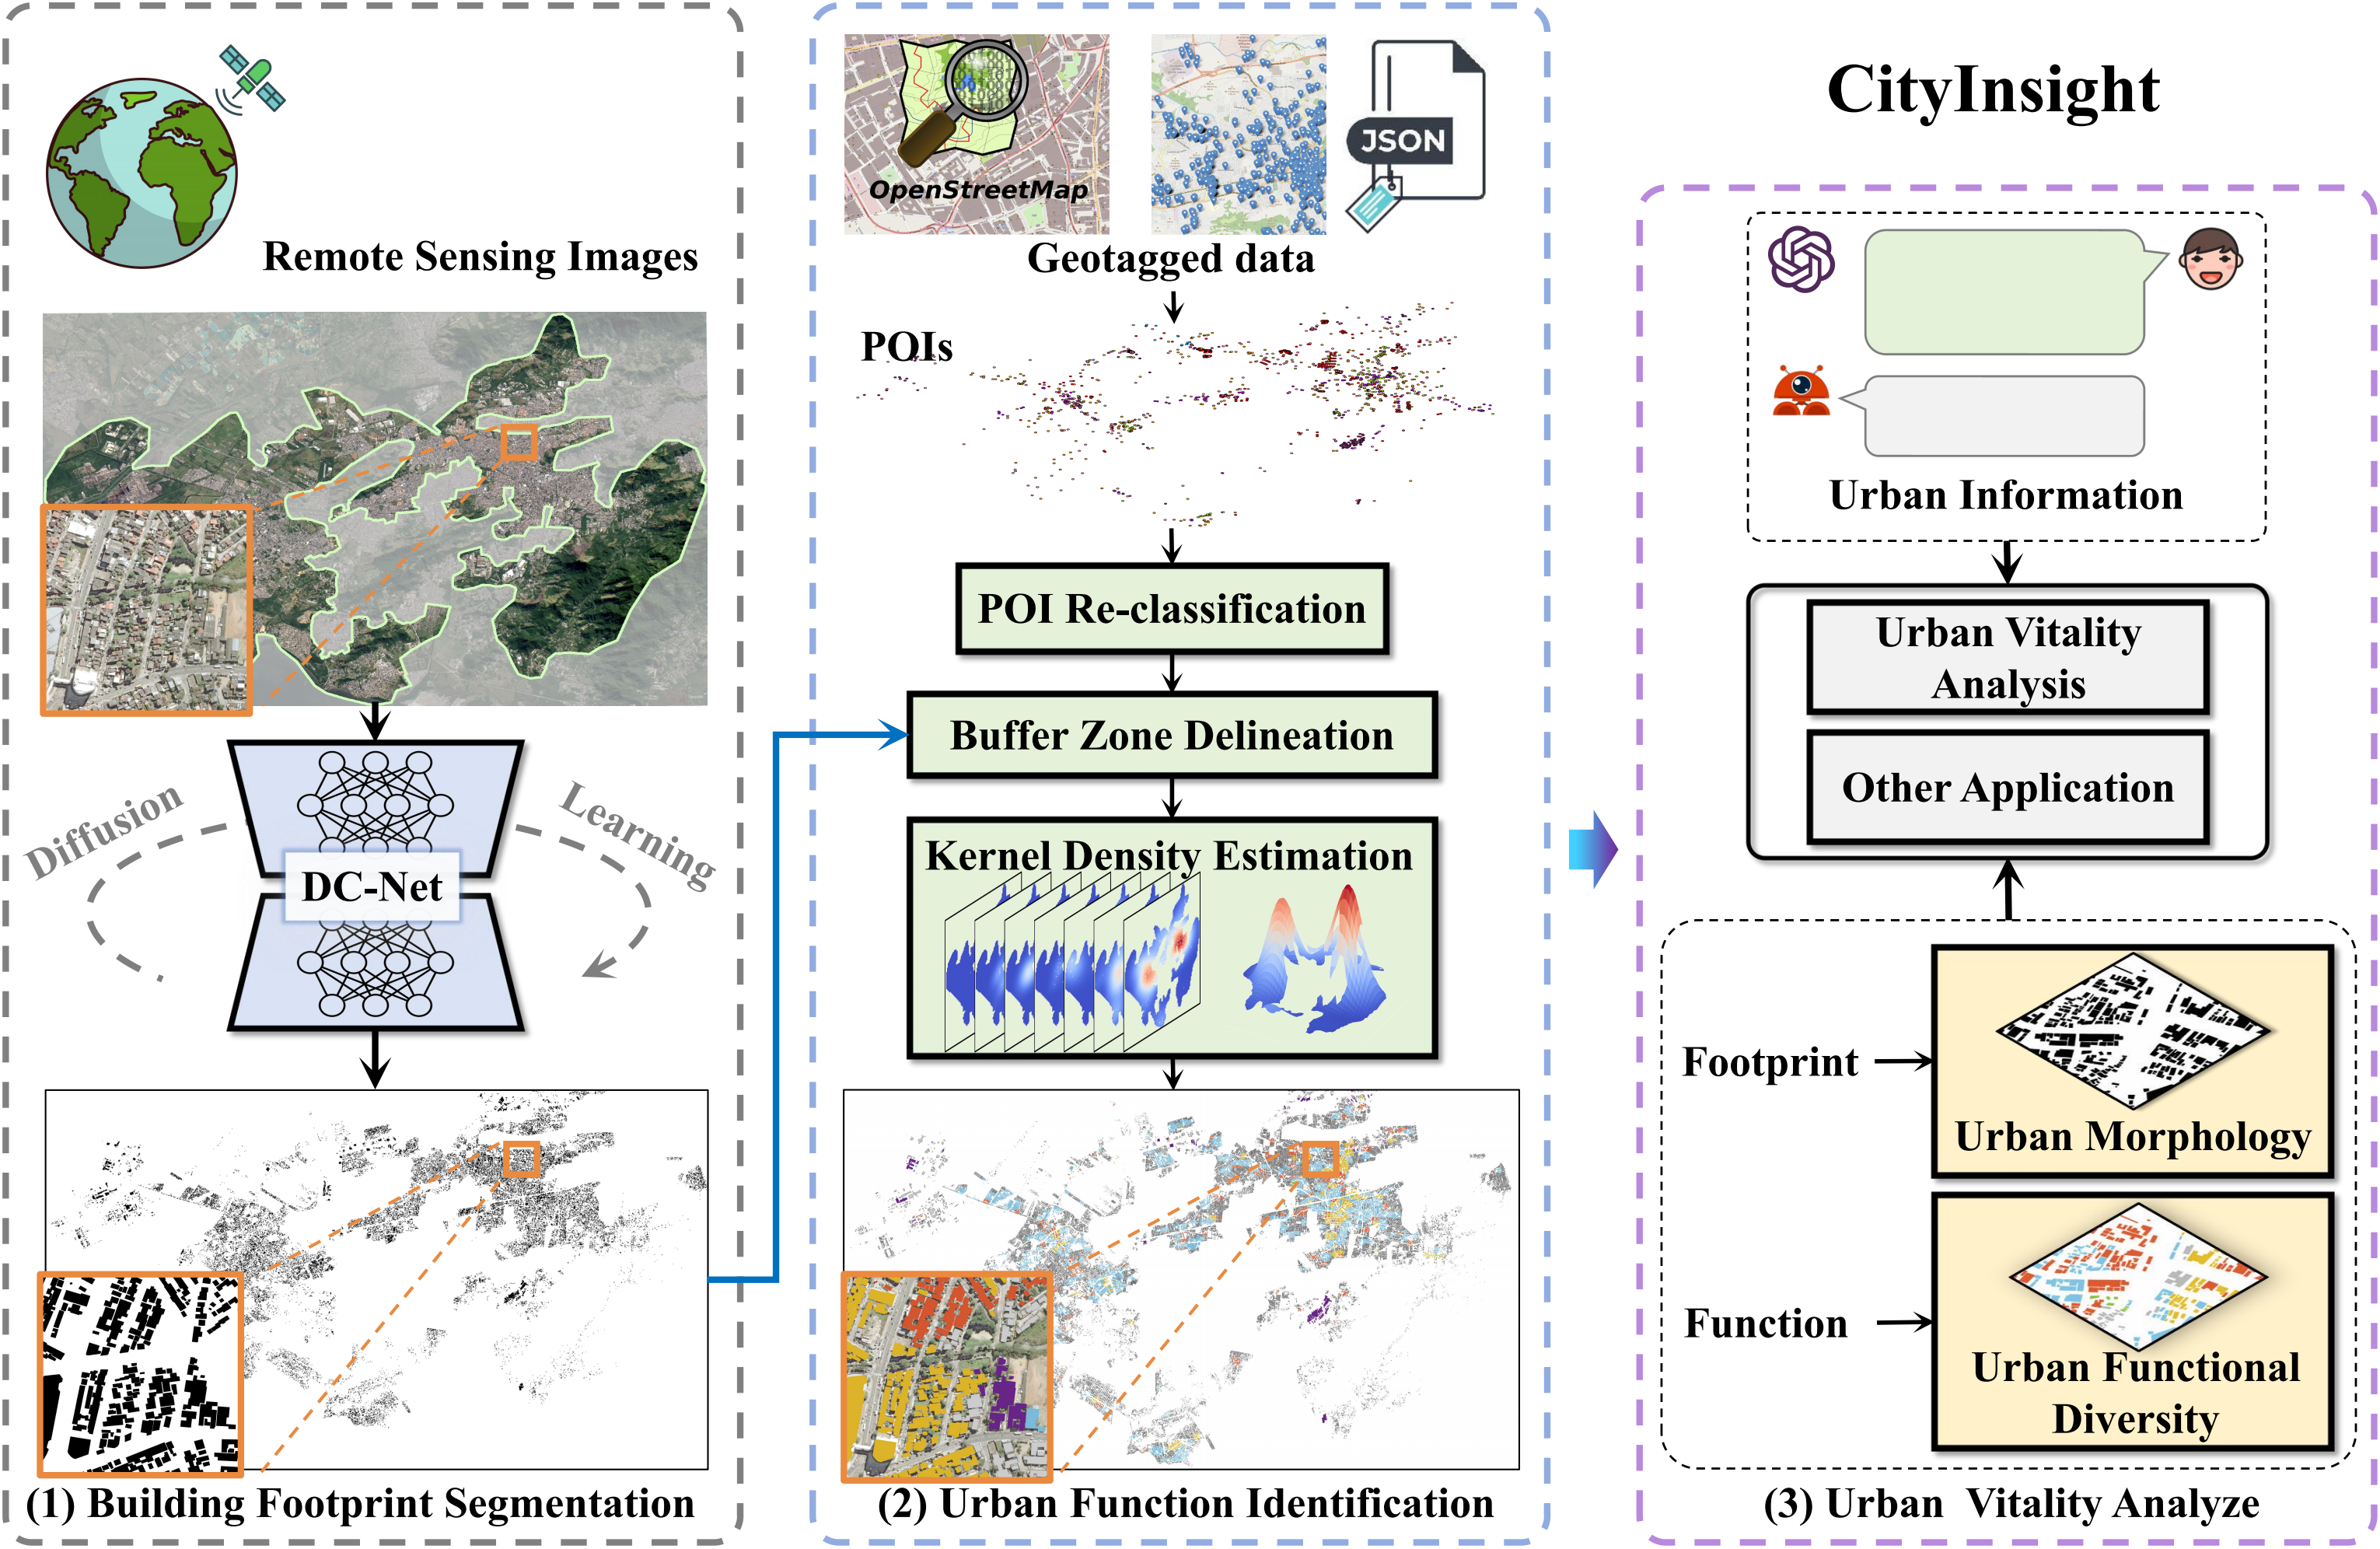 Remote Sensing Images
Diffusion
Learning
DC-Net
(1) Building Footprint Segmentation
OpenStreetMap
JSON
Geotagged data
POIs
POI Re-classification
Buffer Zone Delineation
Kernel Density Estimation
(2) Urban Function Identification
CityInsight
Urban Information
Urban Vitality
Analysis
Other Application
Footprint
Urban Morphology
Function
Urban Functional
Diversity
(3) Urban Vitality Analyze